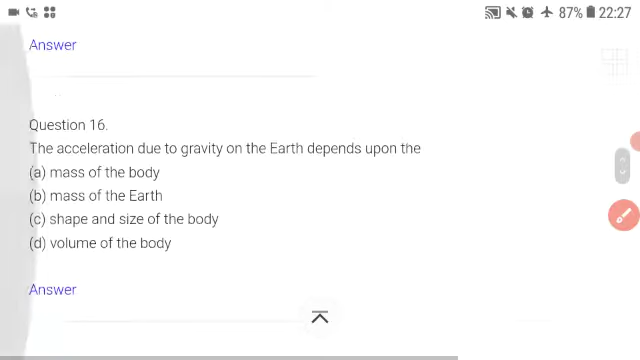 87% 22:27
Answer
Question 16.
The acceleration due to gravity on the Earth depends upon the
(a) mass of the body
(b) mass of the Earth
(c) shape and size of the body
(d) volume of the body
Answer